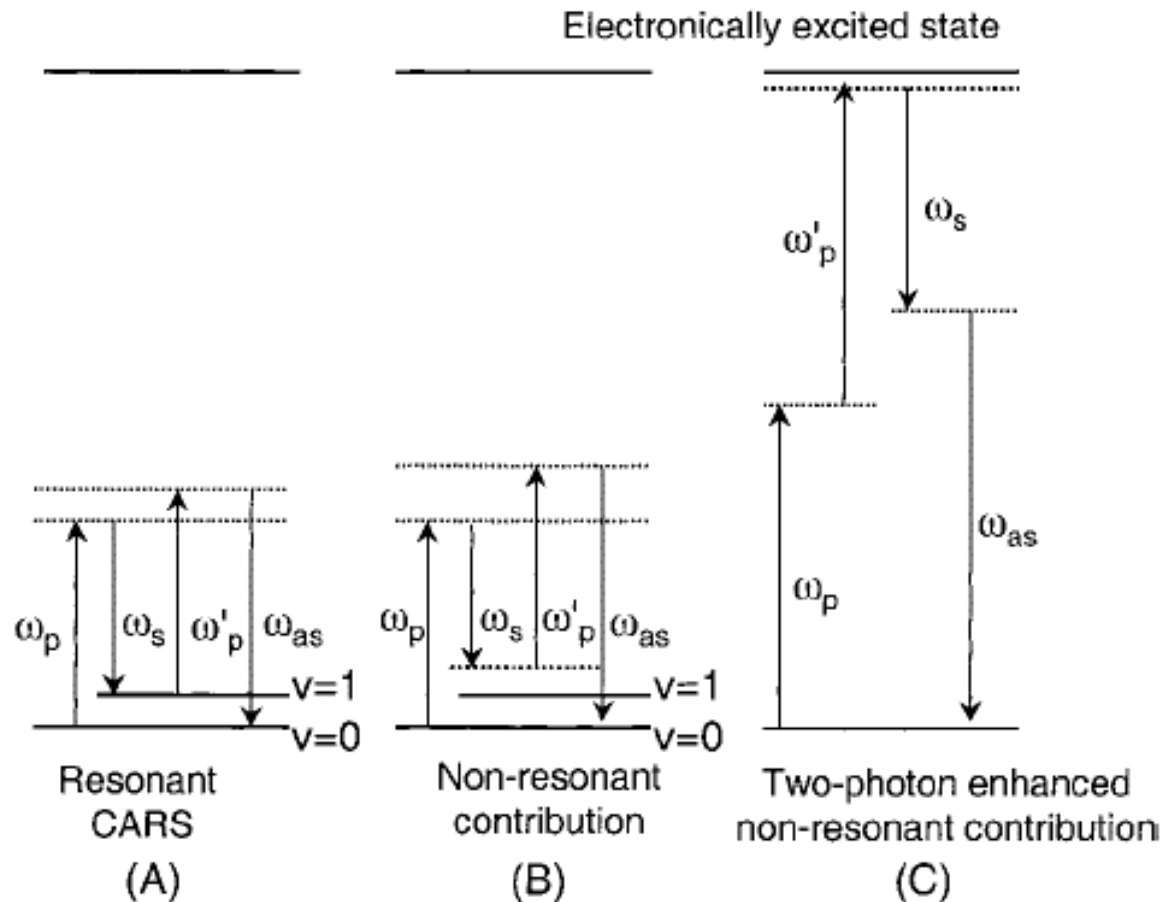 Electronically excited state
ω'p
ωs
ωas
ωp
ωp
ωs
ω'p
ωas
v=1
v=0
ωp
ωs
ω'p
ωas
v=1
v=0
Resonant
CARS
(A)
Non-resonant
contribution
(B)
Two-photon enhanced
non-resonant contribution
(C)